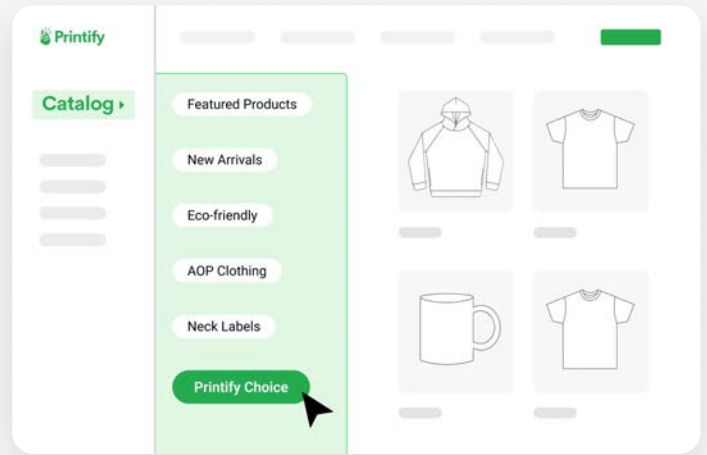 Printify
Catalog
Featured Products
New Arrivals
Eco-friendly
AOP Clothing
Neck Labels
Printify Choice